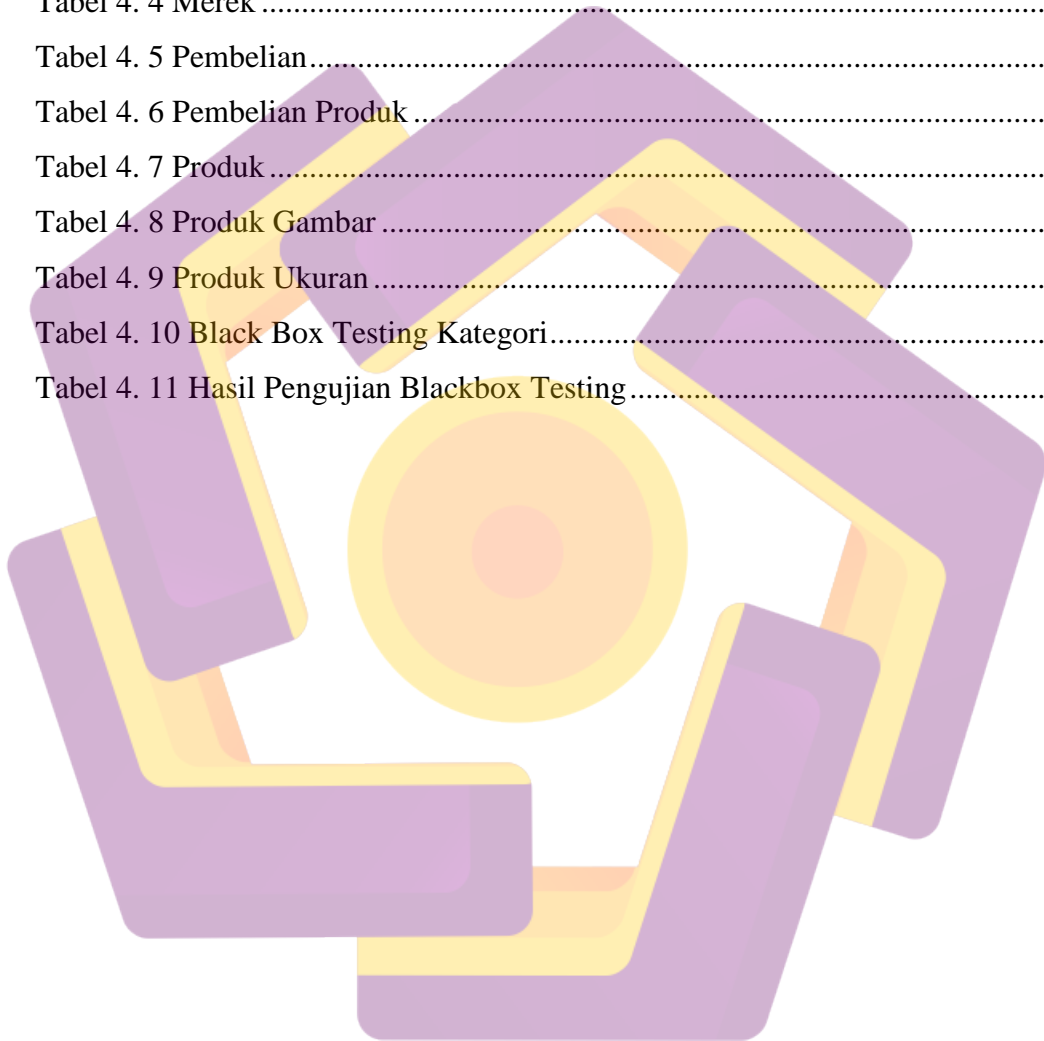 Tabel 4. 4 Merek ....................................................................................................
Tabel 4. 5 Pembelian..............................................................................................
Tabel 4. 6 Pembelian Produk ................................................................................
Tabel 4. 7 Produk ..................................................................................................
Tabel 4. 8 Produk Gambar ....................................................................................
Tabel 4. 9 Produk Ukuran .....................................................................................
Tabel 4. 10 Black Box Testing Kategori...............................................................
Tabel 4. 11 Hasil Pengujian Blackbox Testing .....................................................